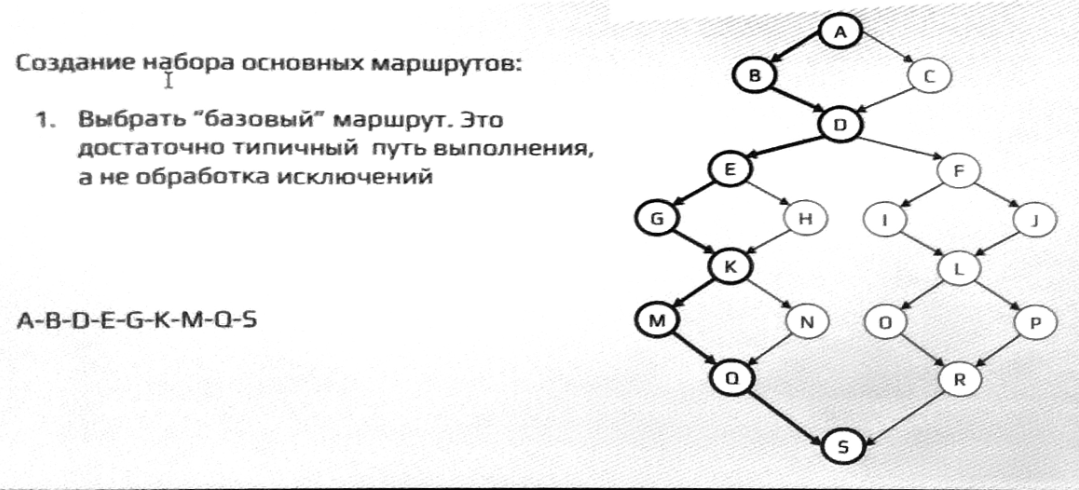 Создание набора основных маршрутов:
1. Выбрать "базовый" маршрут. Это
достаточно типичный путь выполнения,
а не обработка исключений
A-B-D-E-G-K-M-Q-S
A
B
C
D
E
F
G
H
I
J
K
L
M
N
O
P
Q
R
S